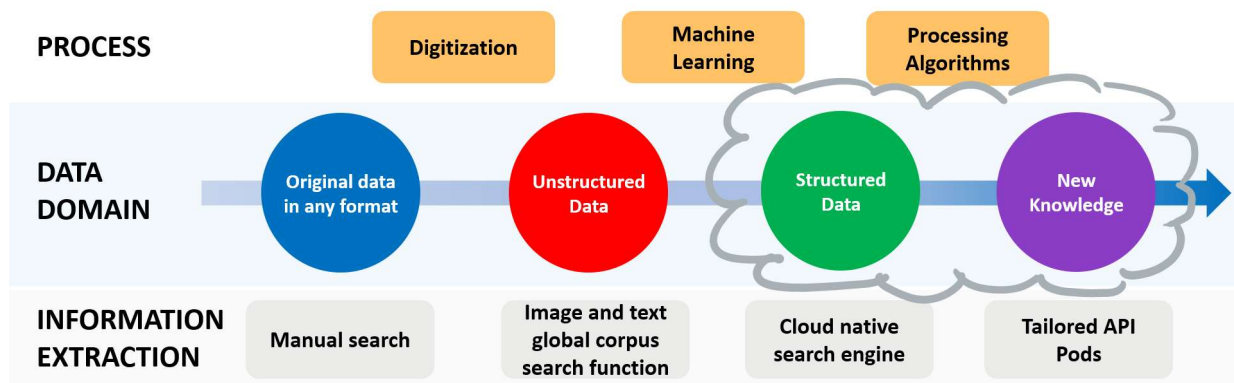 PROCESS
Digitization
Machine
Learning
Processing
Algorithms
DATA
DOMAIN
Original data
in any format
Unstructured
Data
Structured
Data
New
Knowledge
INFORMATION
EXTRACTION
Manual search
Image and text
global corpus
search function
Cloud native
search engine
Tailored API
Pods